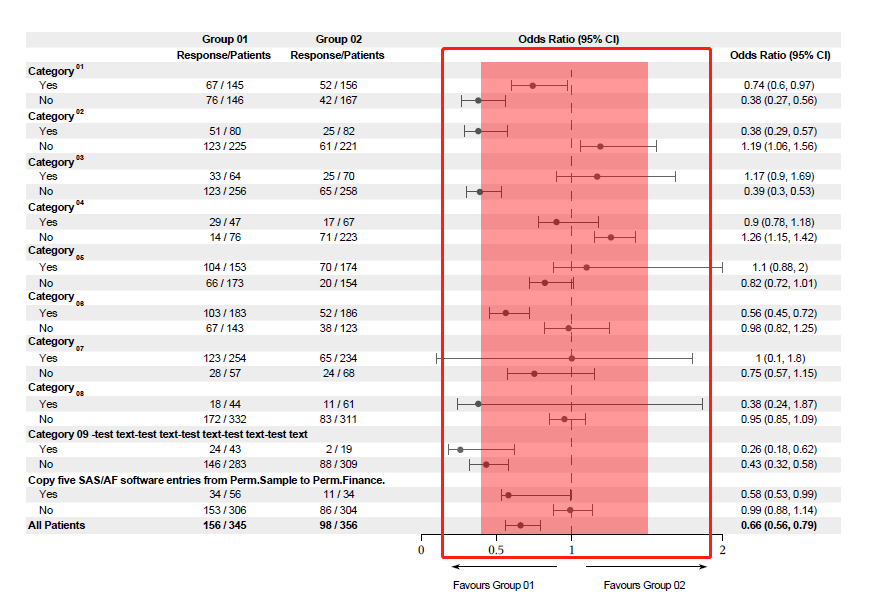 Group 01 Group 02 Odds Ratio (95% CI)
Response/Patients Response/Patients Odds Ratio (95% CI)
Category 01
Yes 67 / 145 52 / 156 0.74 (0.6, 0.97)
No 76 / 146 42 / 167 0.38 (0.27, 0.56)
Category 02
Yes 51 / 80 25 / 82 0.38 (0.29, 0.57)
No 123 / 225 61 / 221 1.19 (1.06, 1.56)
Category 03
Yes 33 / 64 25 / 70 1.17 (0.9, 1.69)
No 123 / 256 65 / 258 0.39 (0.3, 0.53)
Category 04
Yes 29 / 47 17 / 67 0.9 (0.78, 1.18)
No 14 / 76 71 / 223 1.26 (1.15, 1.42)
Category 05
Yes 104 / 153 70 / 174 1.1 (0.88, 2)
No 66 / 173 20 / 154 0.82 (0.72, 1.01)
Category 06
Yes 103 / 183 52 / 186 0.56 (0.45, 0.72)
No 67 / 143 38 / 123 0.98 (0.82, 1.25)
Category 07
Yes 123 / 254 65 / 234 1 (0.1, 1.8)
No 28 / 57 24 / 68 0.75 (0.57, 1.15)
Category 08
Yes 18 / 44 11 / 61 0.38 (0.24, 1.87)
No 172 / 332 83 / 311 0.95 (0.85, 1.09)
Category 09 -test text-test text-test text-test text-test text
Yes 24 / 43 2 / 19 0.26 (0.18, 0.62)
No 146 / 283 88 / 309 0.43 (0.32, 0.58)
Copy five SAS/AF software entries from Perm.Sample to Perm.Finance.
Yes 34 / 56 11 / 34 0.58 (0.53, 0.99)
No 153 / 306 86 / 304 0.99 (0.88, 1.14)
All Patients 156 / 345 98 / 356 0.66 (0.56, 0.79)
0 0.5 1 2
Favours Group 01 Favours Group 02